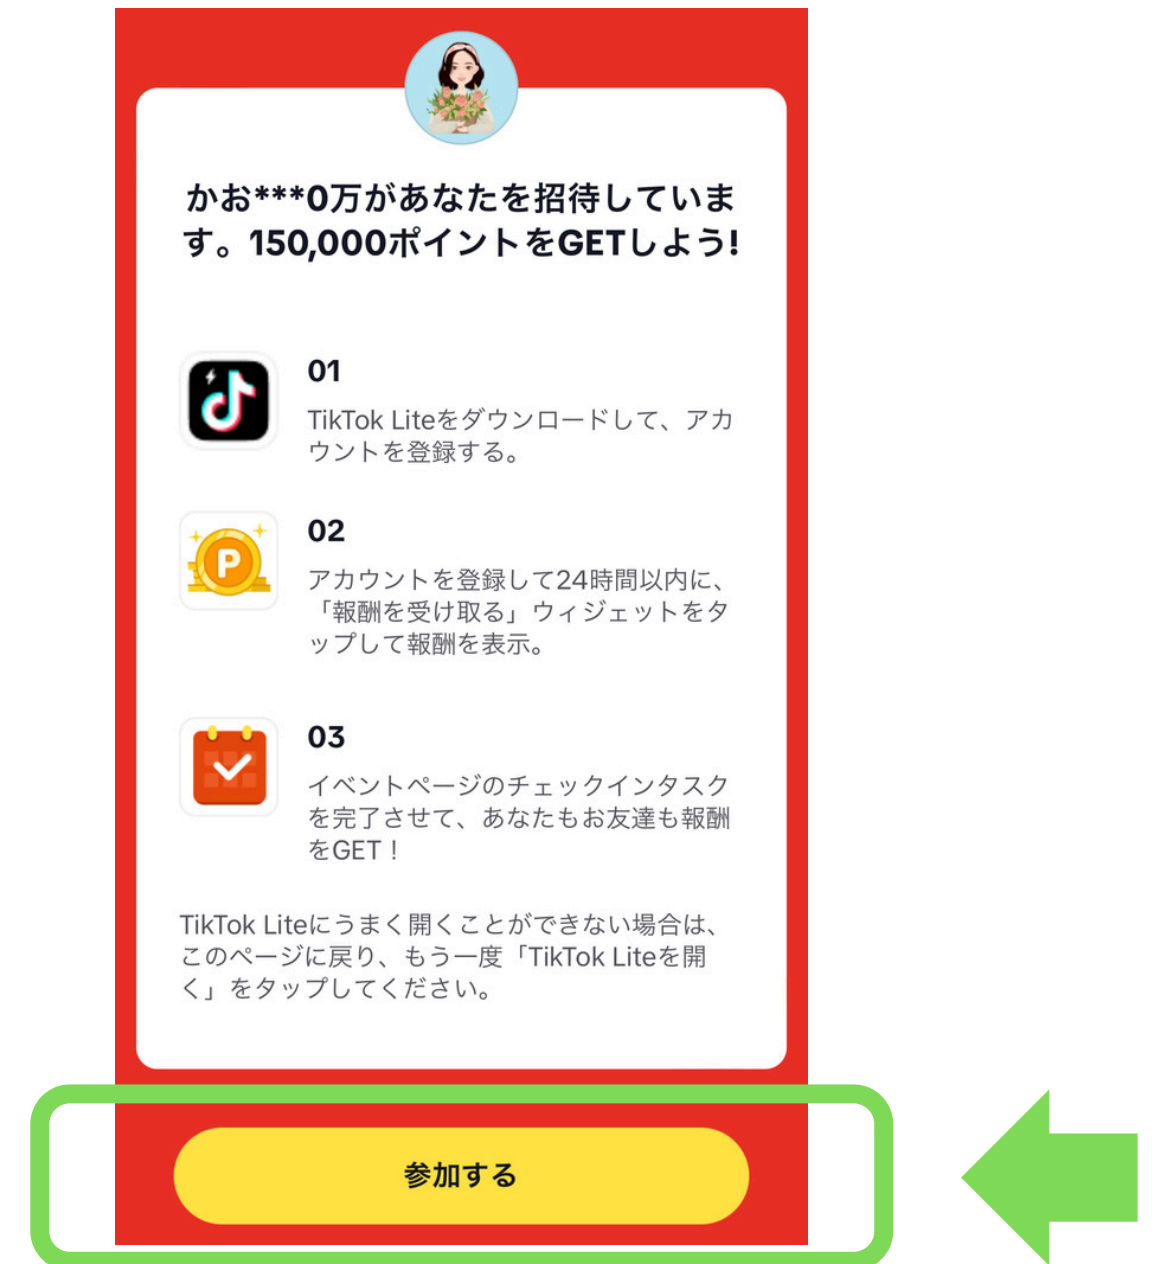 かお***0万があなたを招待していま
す。150,000ポイントをGETしよう!
01
TikTok Liteをダウンロードして、アカ
ウントを登録する。
02
アカウントを登録して24時間以内に、
「報酬を受け取る」ウィジェットをタ
ップして報酬を表示。
03
イベントページのチェックインタスク
を完了させて、あなたもお友達も報酬
をGET！
TikTok Liteにうまく開くことができない場合は、
このページに戻り、もう一度「TikTok Liteを開
く」をタップしてください。
参加する